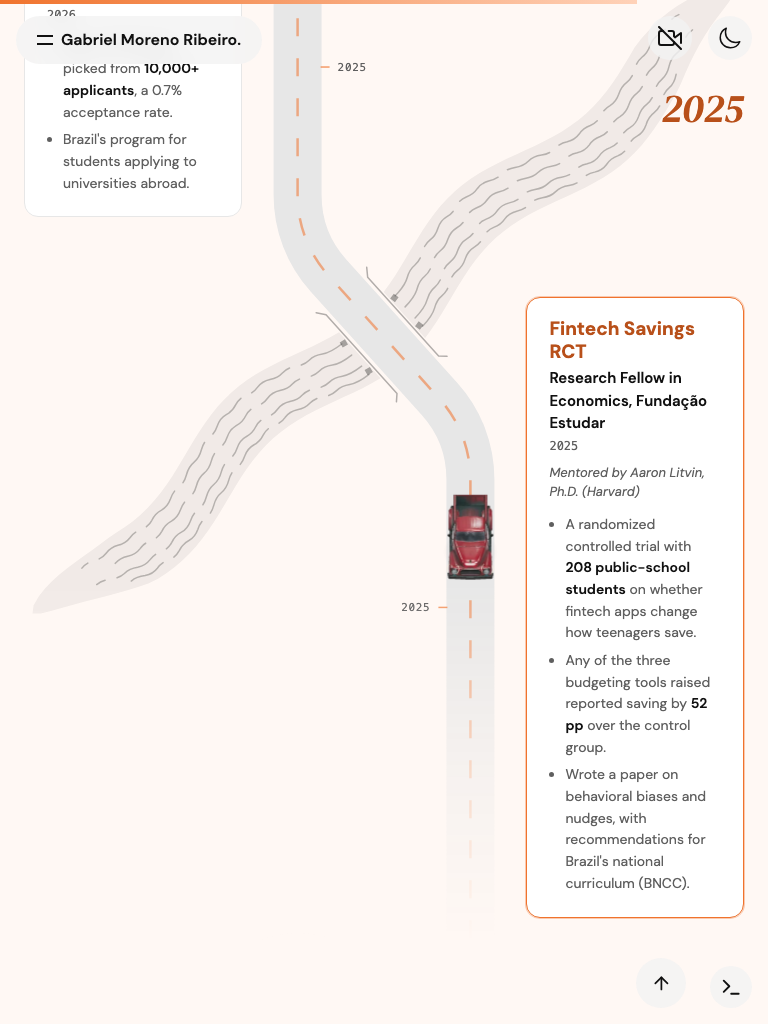 2026
Gabriel Moreno Ribeiro.
picked from 10,000+
applicants, a 0.7%
acceptance rate.
Brazil's program for
students applying to
universities abroad.
2025
2025
Fintech Savings
RCT
Research Fellow in
Economics, Fundação
Estudar
2025
Mentored by Aaron Litvin,
Ph.D. (Harvard)
A randomized
controlled trial with
208 public-school
students on whether
fintech apps change
how teenagers save.
Any of the three
budgeting tools raised
reported saving by 52
pp over the control
group.
Wrote a paper on
behavioral biases and
nudges, with
recommendations for
Brazil's national
curriculum (BNCC).
2025